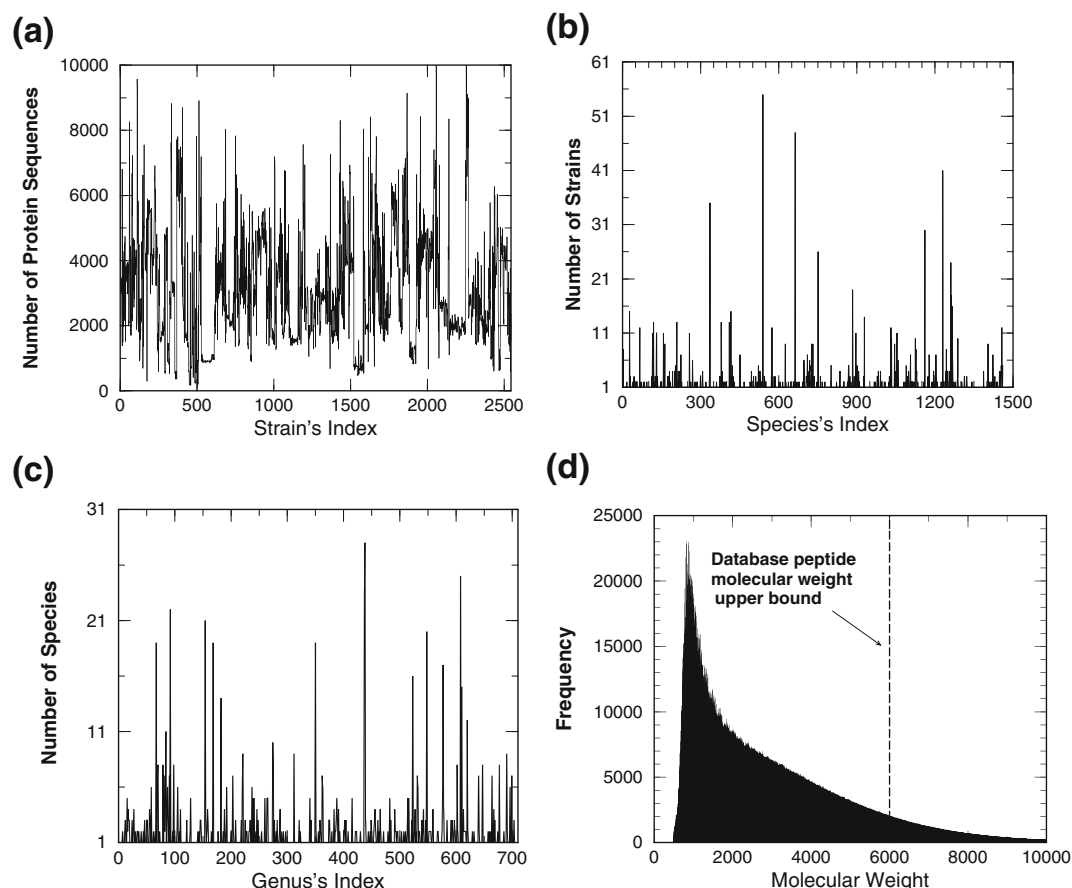 (a)
10000
8000
6000
4000
2000
0
Number of Protein Sequences
0 500 1000 1500 2000 2500
Strain's Index
(b)
61
51
41
31
21
11
1
Number of Strains
0 300 600 900 1200 1500
Species's Index
(c)
31
21
11
1
Number of Species
0 100 200 300 400 500 600 700
Genus's Index
(d)
25000
20000
15000
10000
5000
0
Frequency
Database peptide
molecular weight
upper bound
0 2000 4000 6000 8000 10000
Molecular Weight